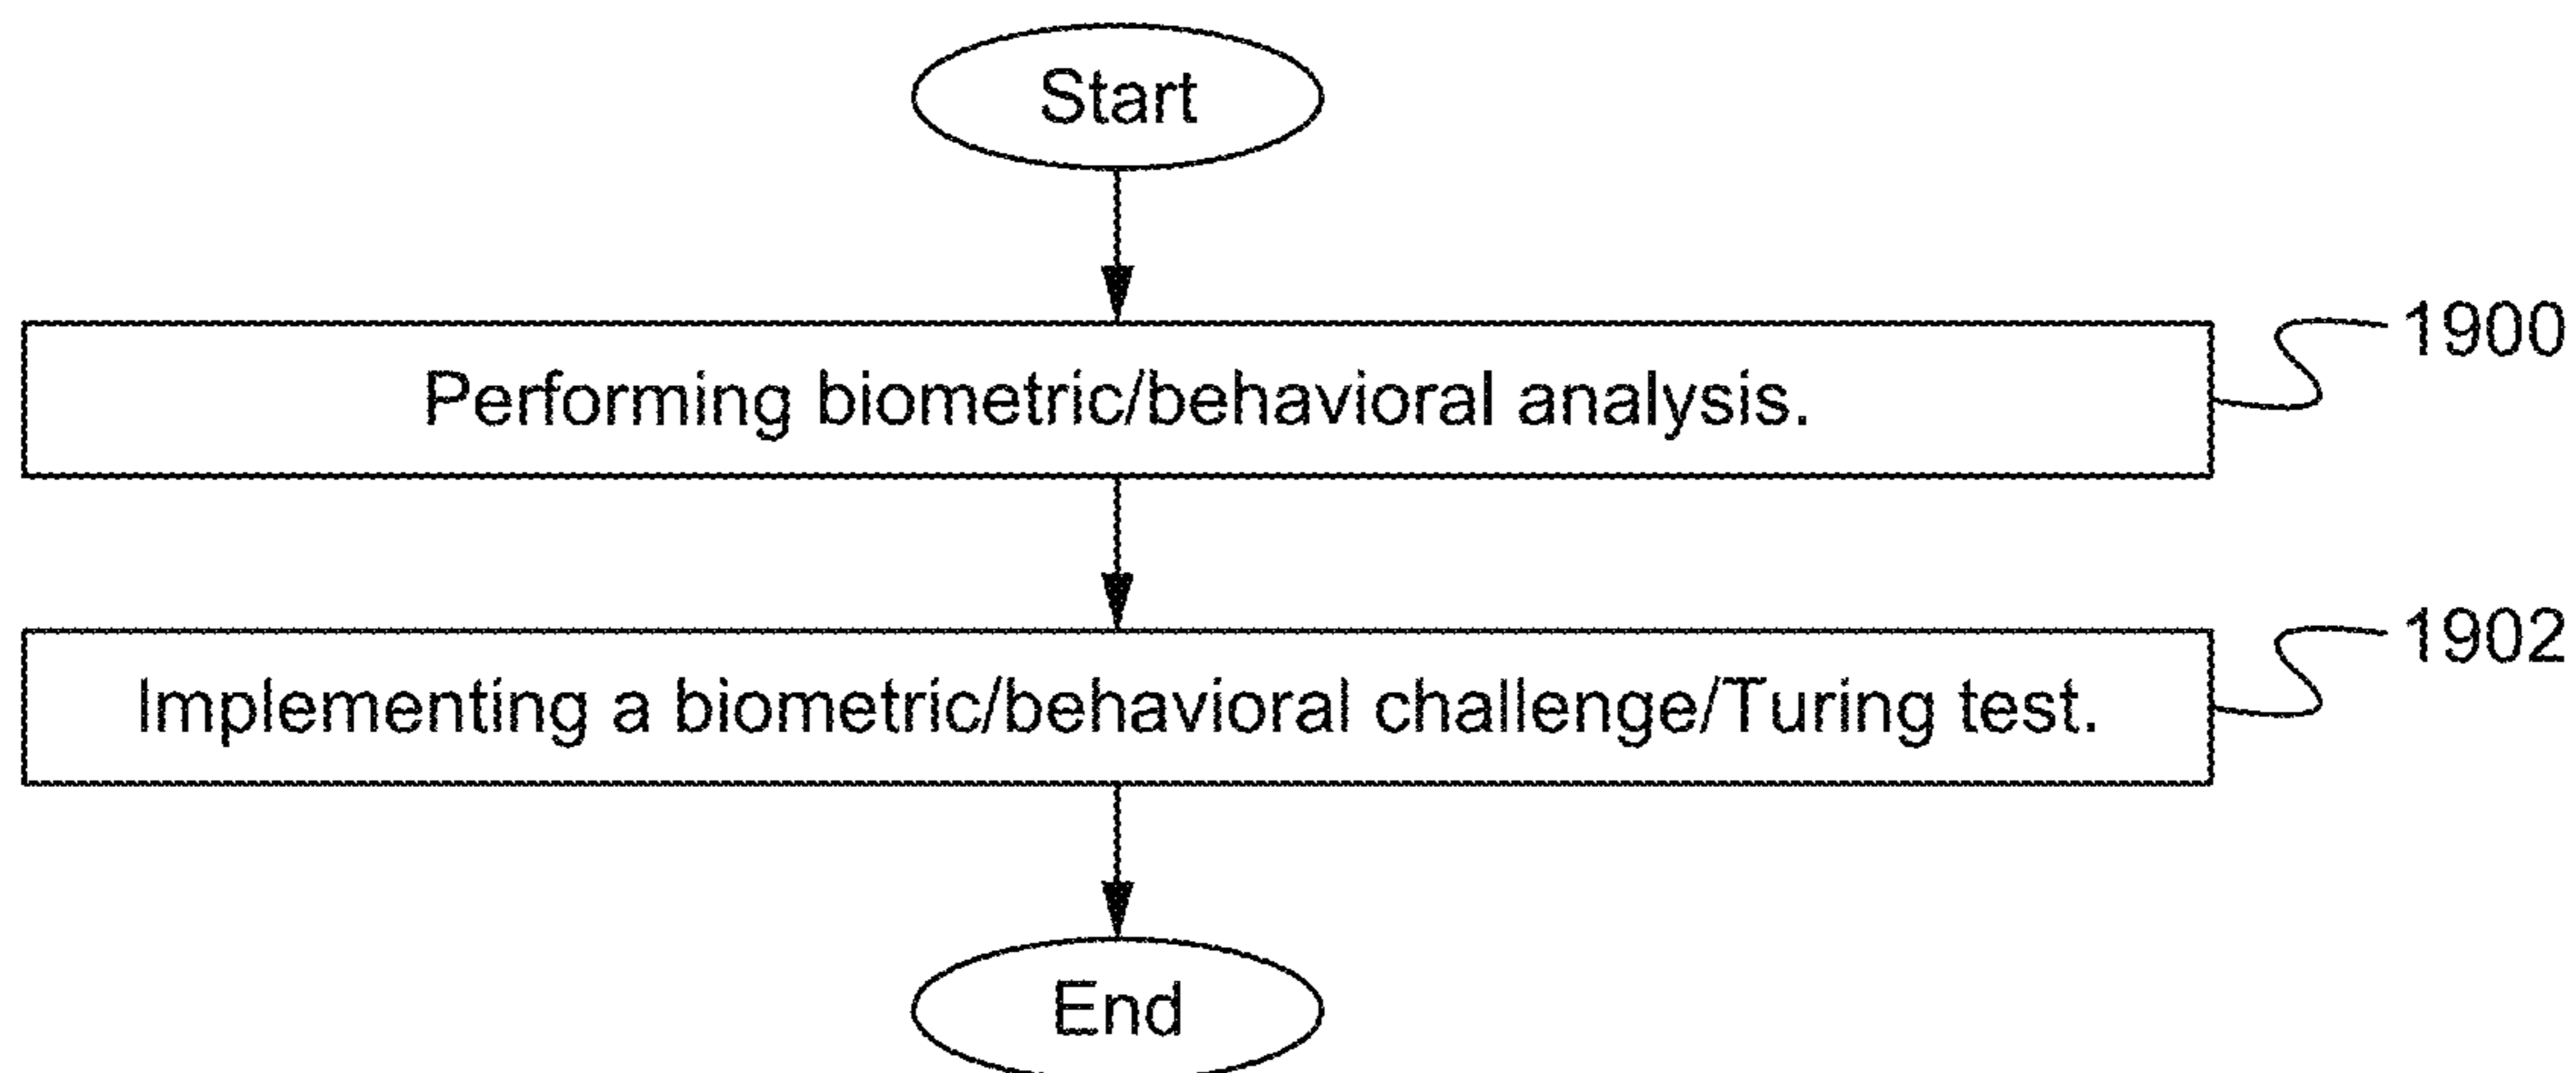 Start
Performing biometric/behavioral analysis.
1900
Implementing a biometric/behavioral challenge/Turing test.
1902
End